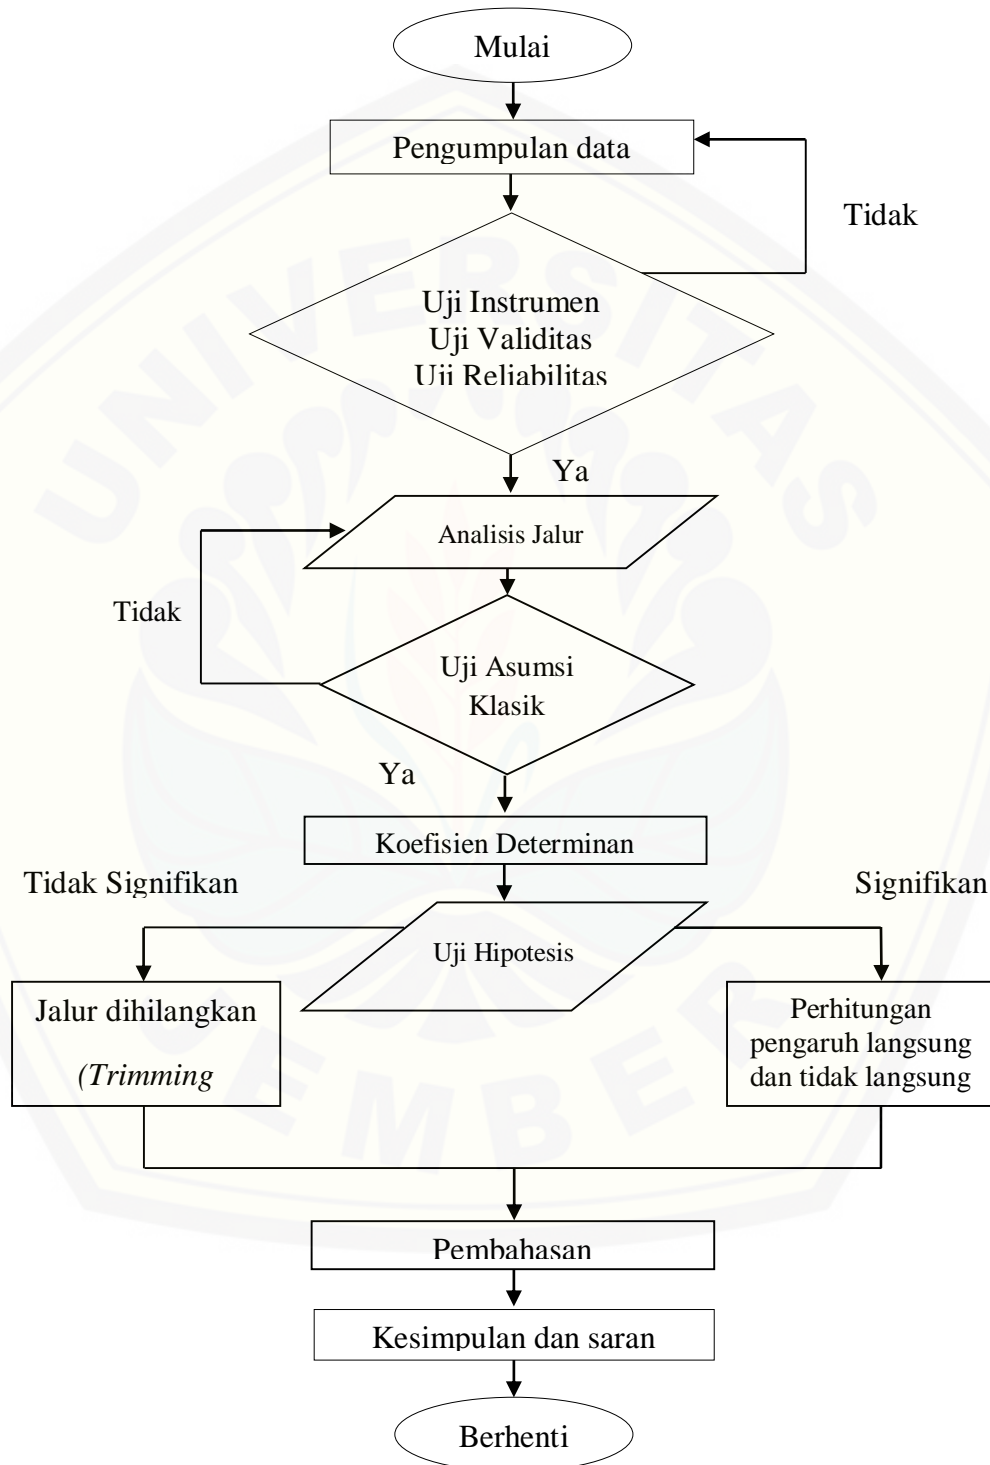 Mulai
Pengumpulan data
Tidak
Uji Instrumen
Uji Validitas
Uji Reliabilitas
Ya
Analisis Jalur
Tidak
Uji Asumsi
Klasik
Ya
Koefisien Determinan
Tidak Signifikan
Signifikan
Uji Hipotesis
Jalur dihilangkan
(Trimming
Perhitungan
pengaruh langsung
dan tidak langsung
Pembahasan
Kesimpulan dan saran
Berhenti
UNIVERSITAS
JEMBER